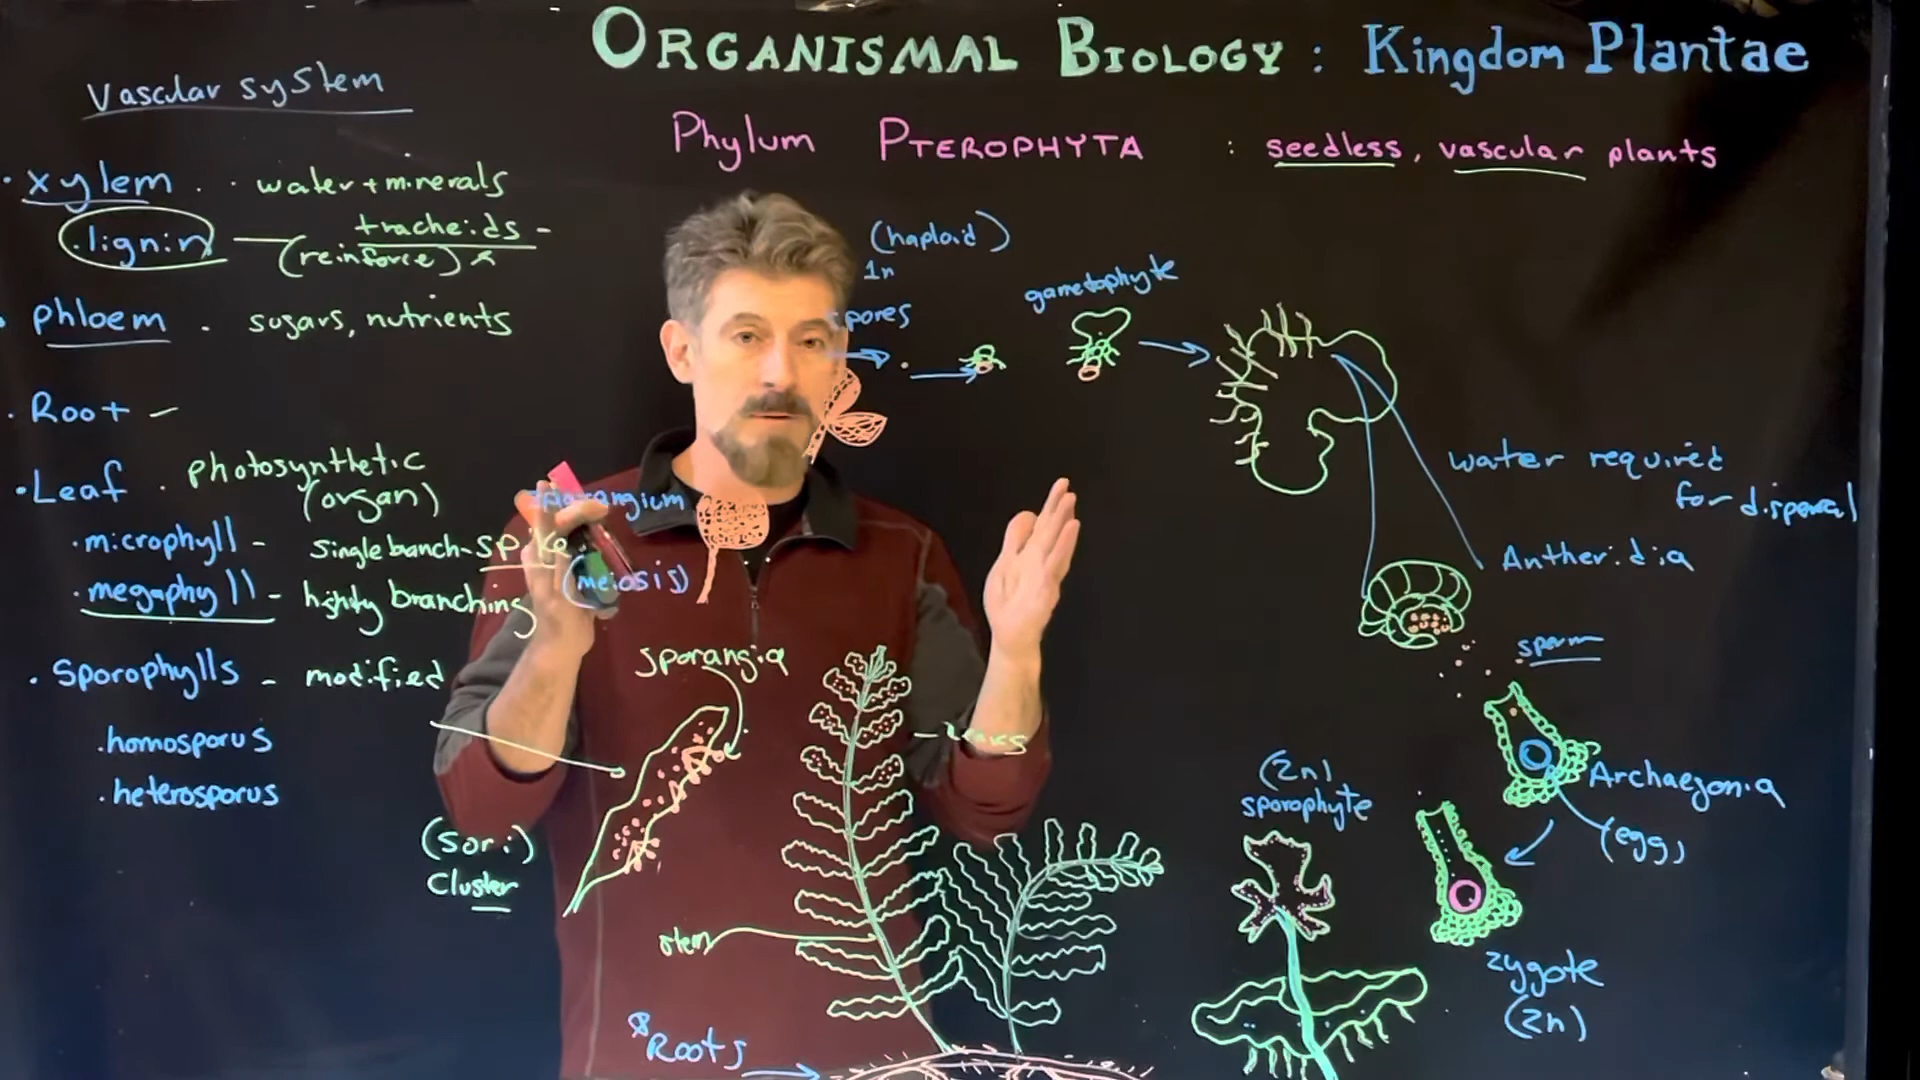 ORGANISMAL BIOLOGY : Kingdom Plantae
Phylum PTEROPHYTA : seedless, vascular plants
Vascular system
. xylem . . water + minerals
. lignin — tracheids -
(reinforce)
. phloem . sugars, nutrients
. Root —
. Leaf . photosynthetic
(organ)
. microphyll - single banch - spike
. megaphyll - highly branching
. Sporophylls - modified
. homosporus
. heterosporus
(haploid)
1n
spores
gametophyte
sporangium
(meiosis)
sporangia
(sori)
cluster
stem
* Roots
water required
for dispersal
Antheridia
sperm
Archaegonia
(egg)
zygote
(2n)
(2n)
sporophyte